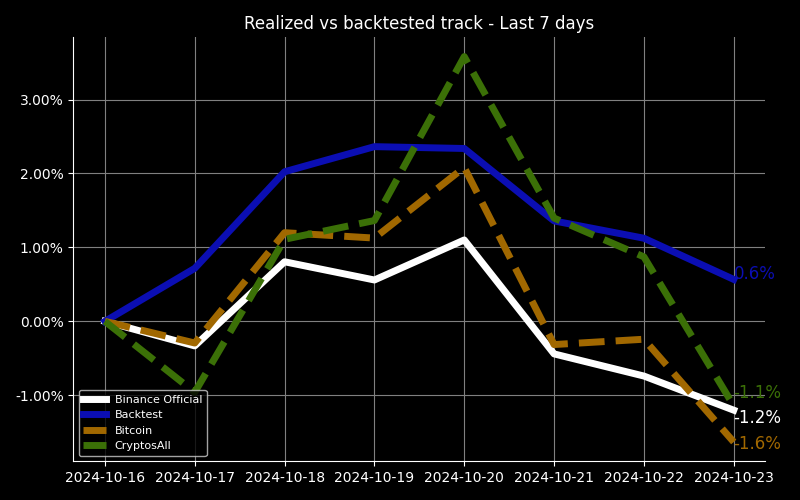 Realized vs backtested track - Last 7 days
3.00%
2.00%
1.00%
0.00%
-1.00%
0.6%
-1.1%
-1.2%
-1.6%
Binance Official
Backtest
Bitcoin
CryptosAll
2024-10-16 2024-10-17 2024-10-18 2024-10-19 2024-10-20 2024-10-21 2024-10-22 2024-10-23